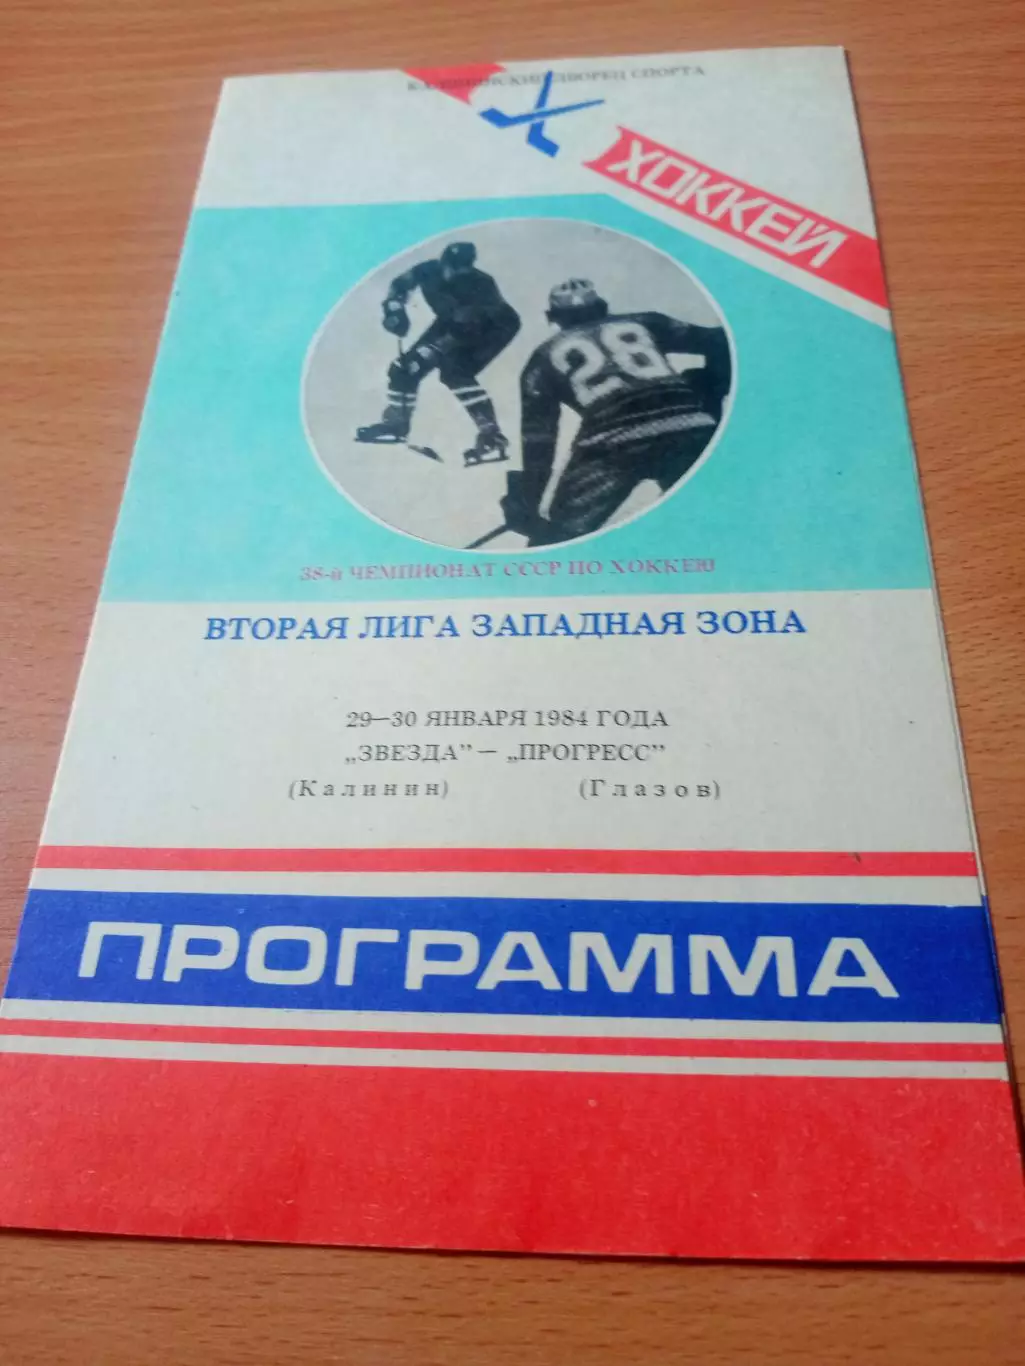 КАЛИНИНСКИЙ ДВОРЕЦ СПОРТА
ХОККЕЙ
28
38-й ЧЕМПИОНАТ СССР ПО ХОККЕЮ
ВТОРАЯ ЛИГА ЗАПАДНАЯ ЗОНА
29—30 ЯНВАРЯ 1984 ГОДА
„ЗВЕЗДА” — „ПРОГРЕСС”
(Калинин) (Глазов)
ПРОГРАММА